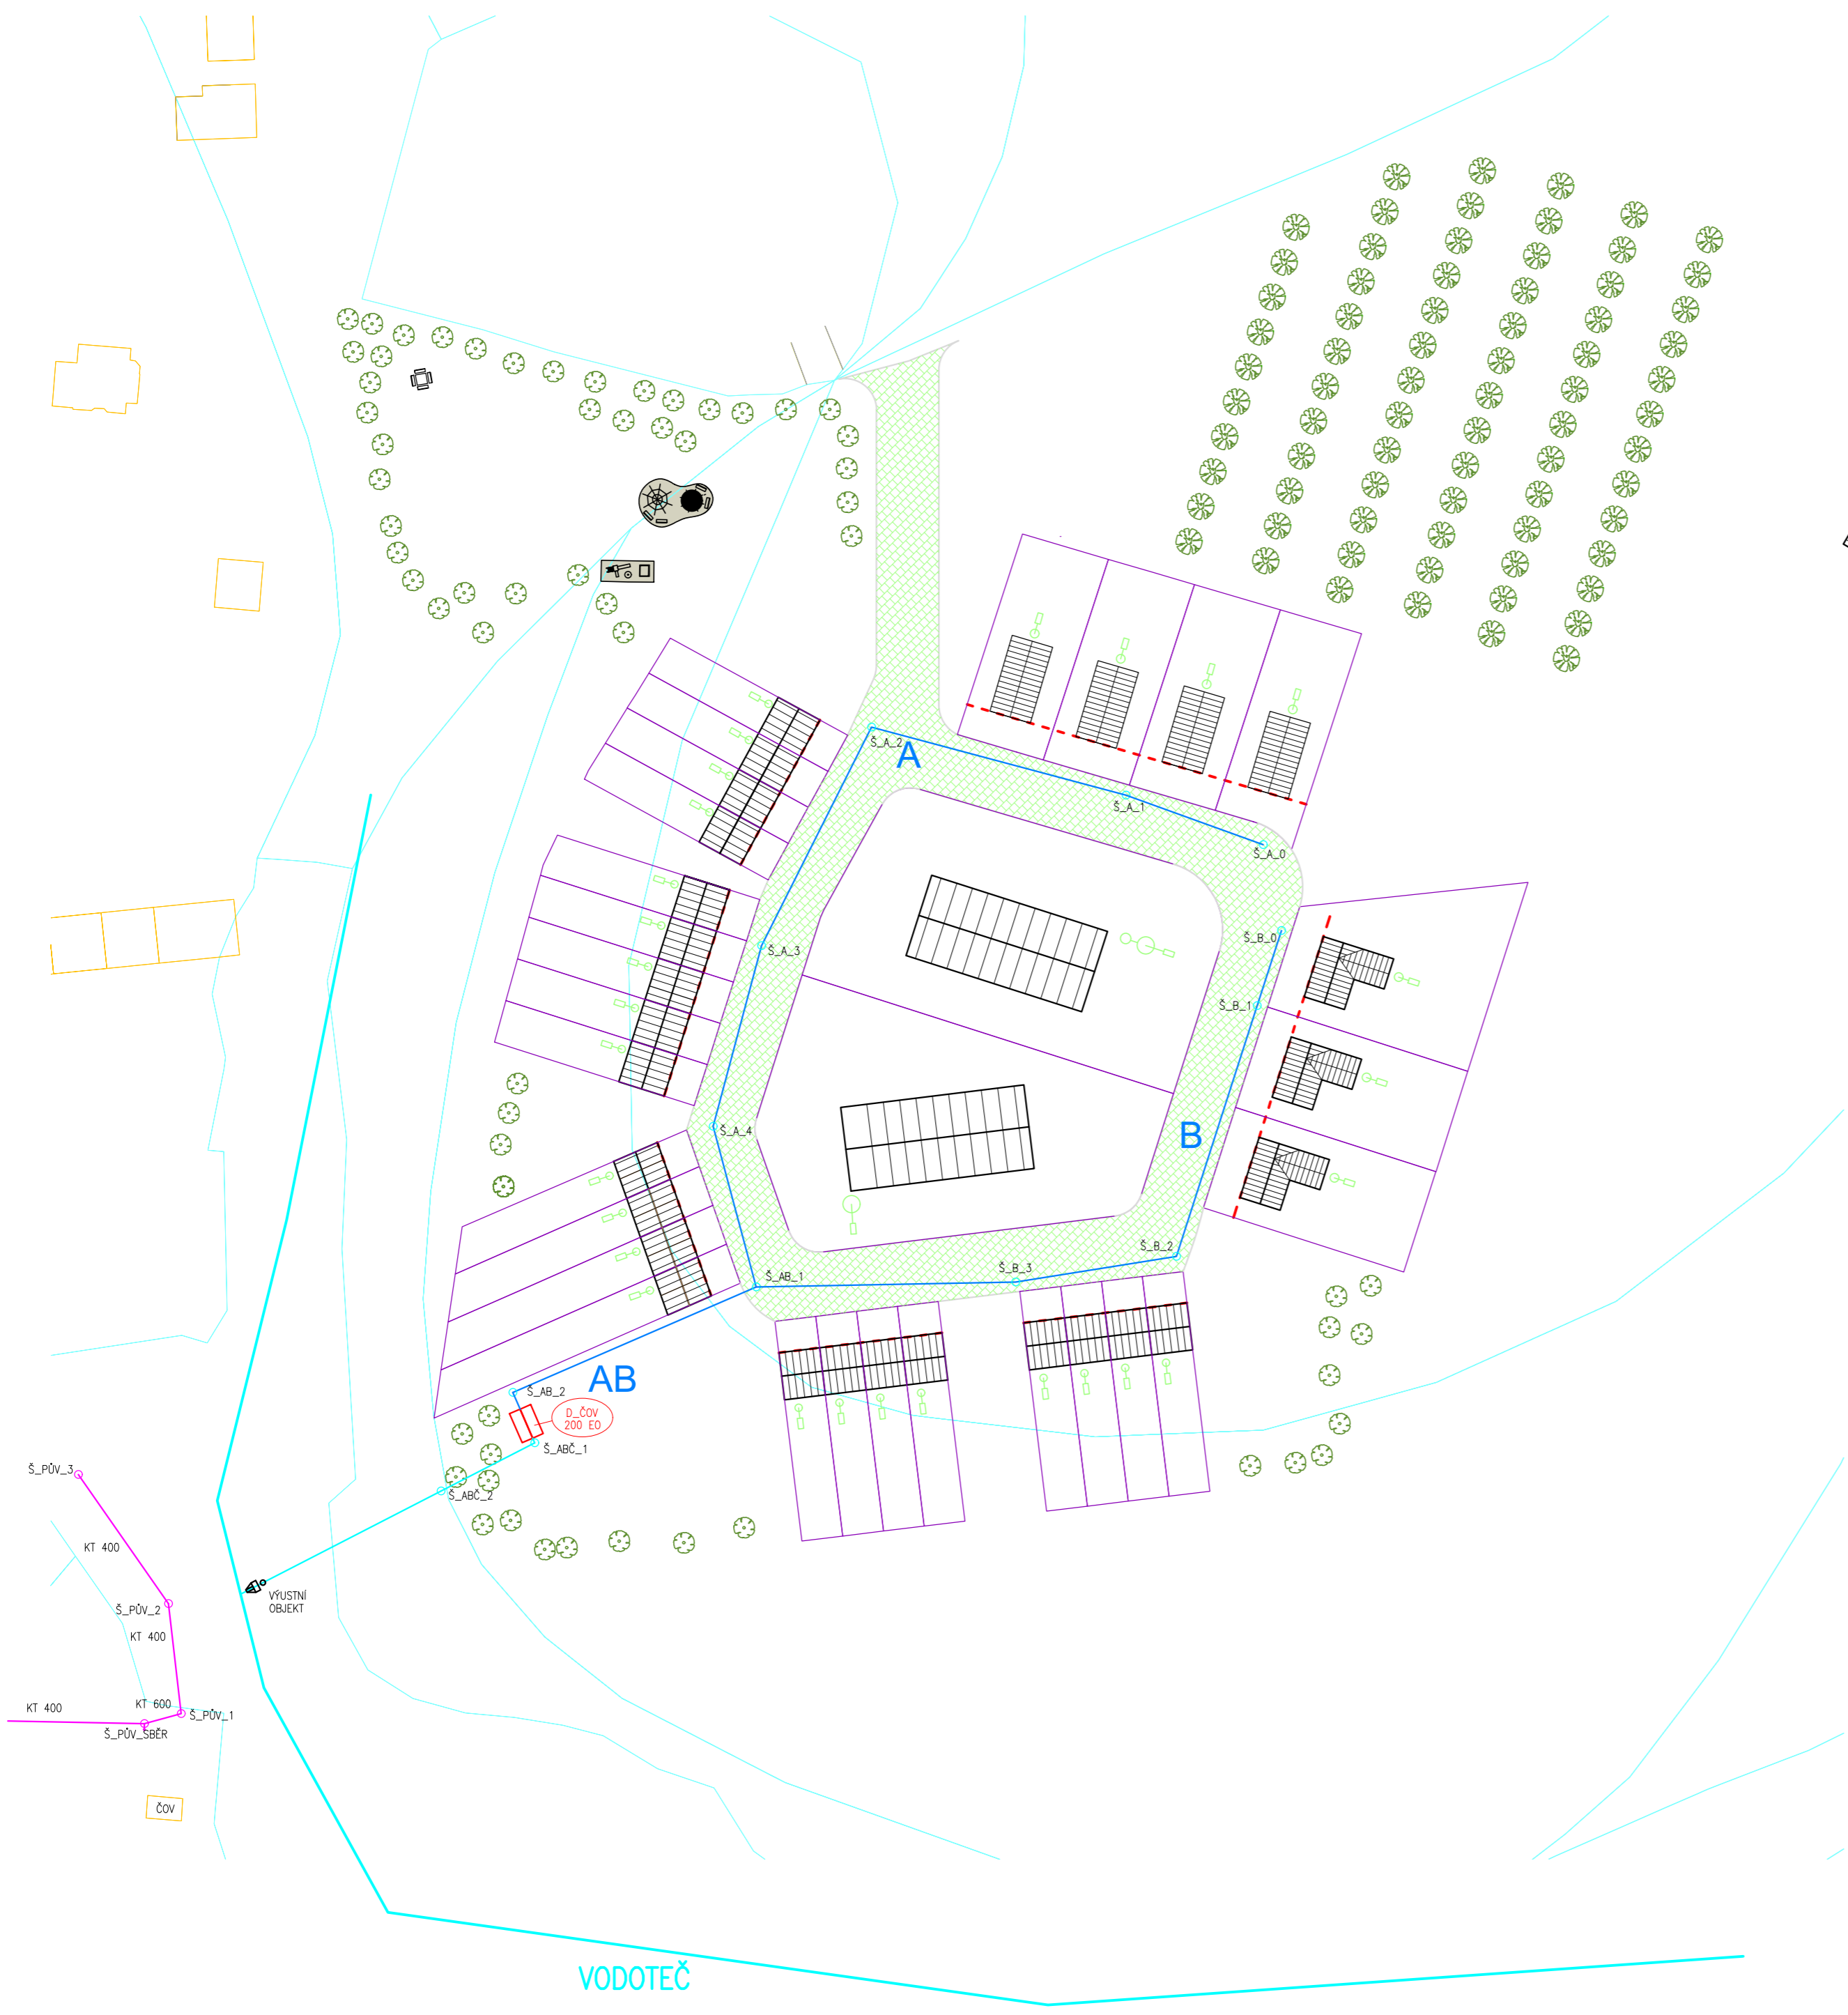 Š_A_2
A
Š_A_1
Š_A_0
Š_B_0
Š_A_3
Š_B_1
Š_A_4
B
Š_B_2
Š_B_3
Š_AB_1
AB
Š_AB_2
D_ČOV
200 EO
Š_ABČ_1
Š_PŮV_3
Š_ABČ_2
KT 400
VÝUSTNÍ
OBJEKT
Š_PŮV_2
KT 400
KT 600
KT 400
Š_PŮV_1
Š_PŮV_SBĚR
ČOV
VODOTEČ